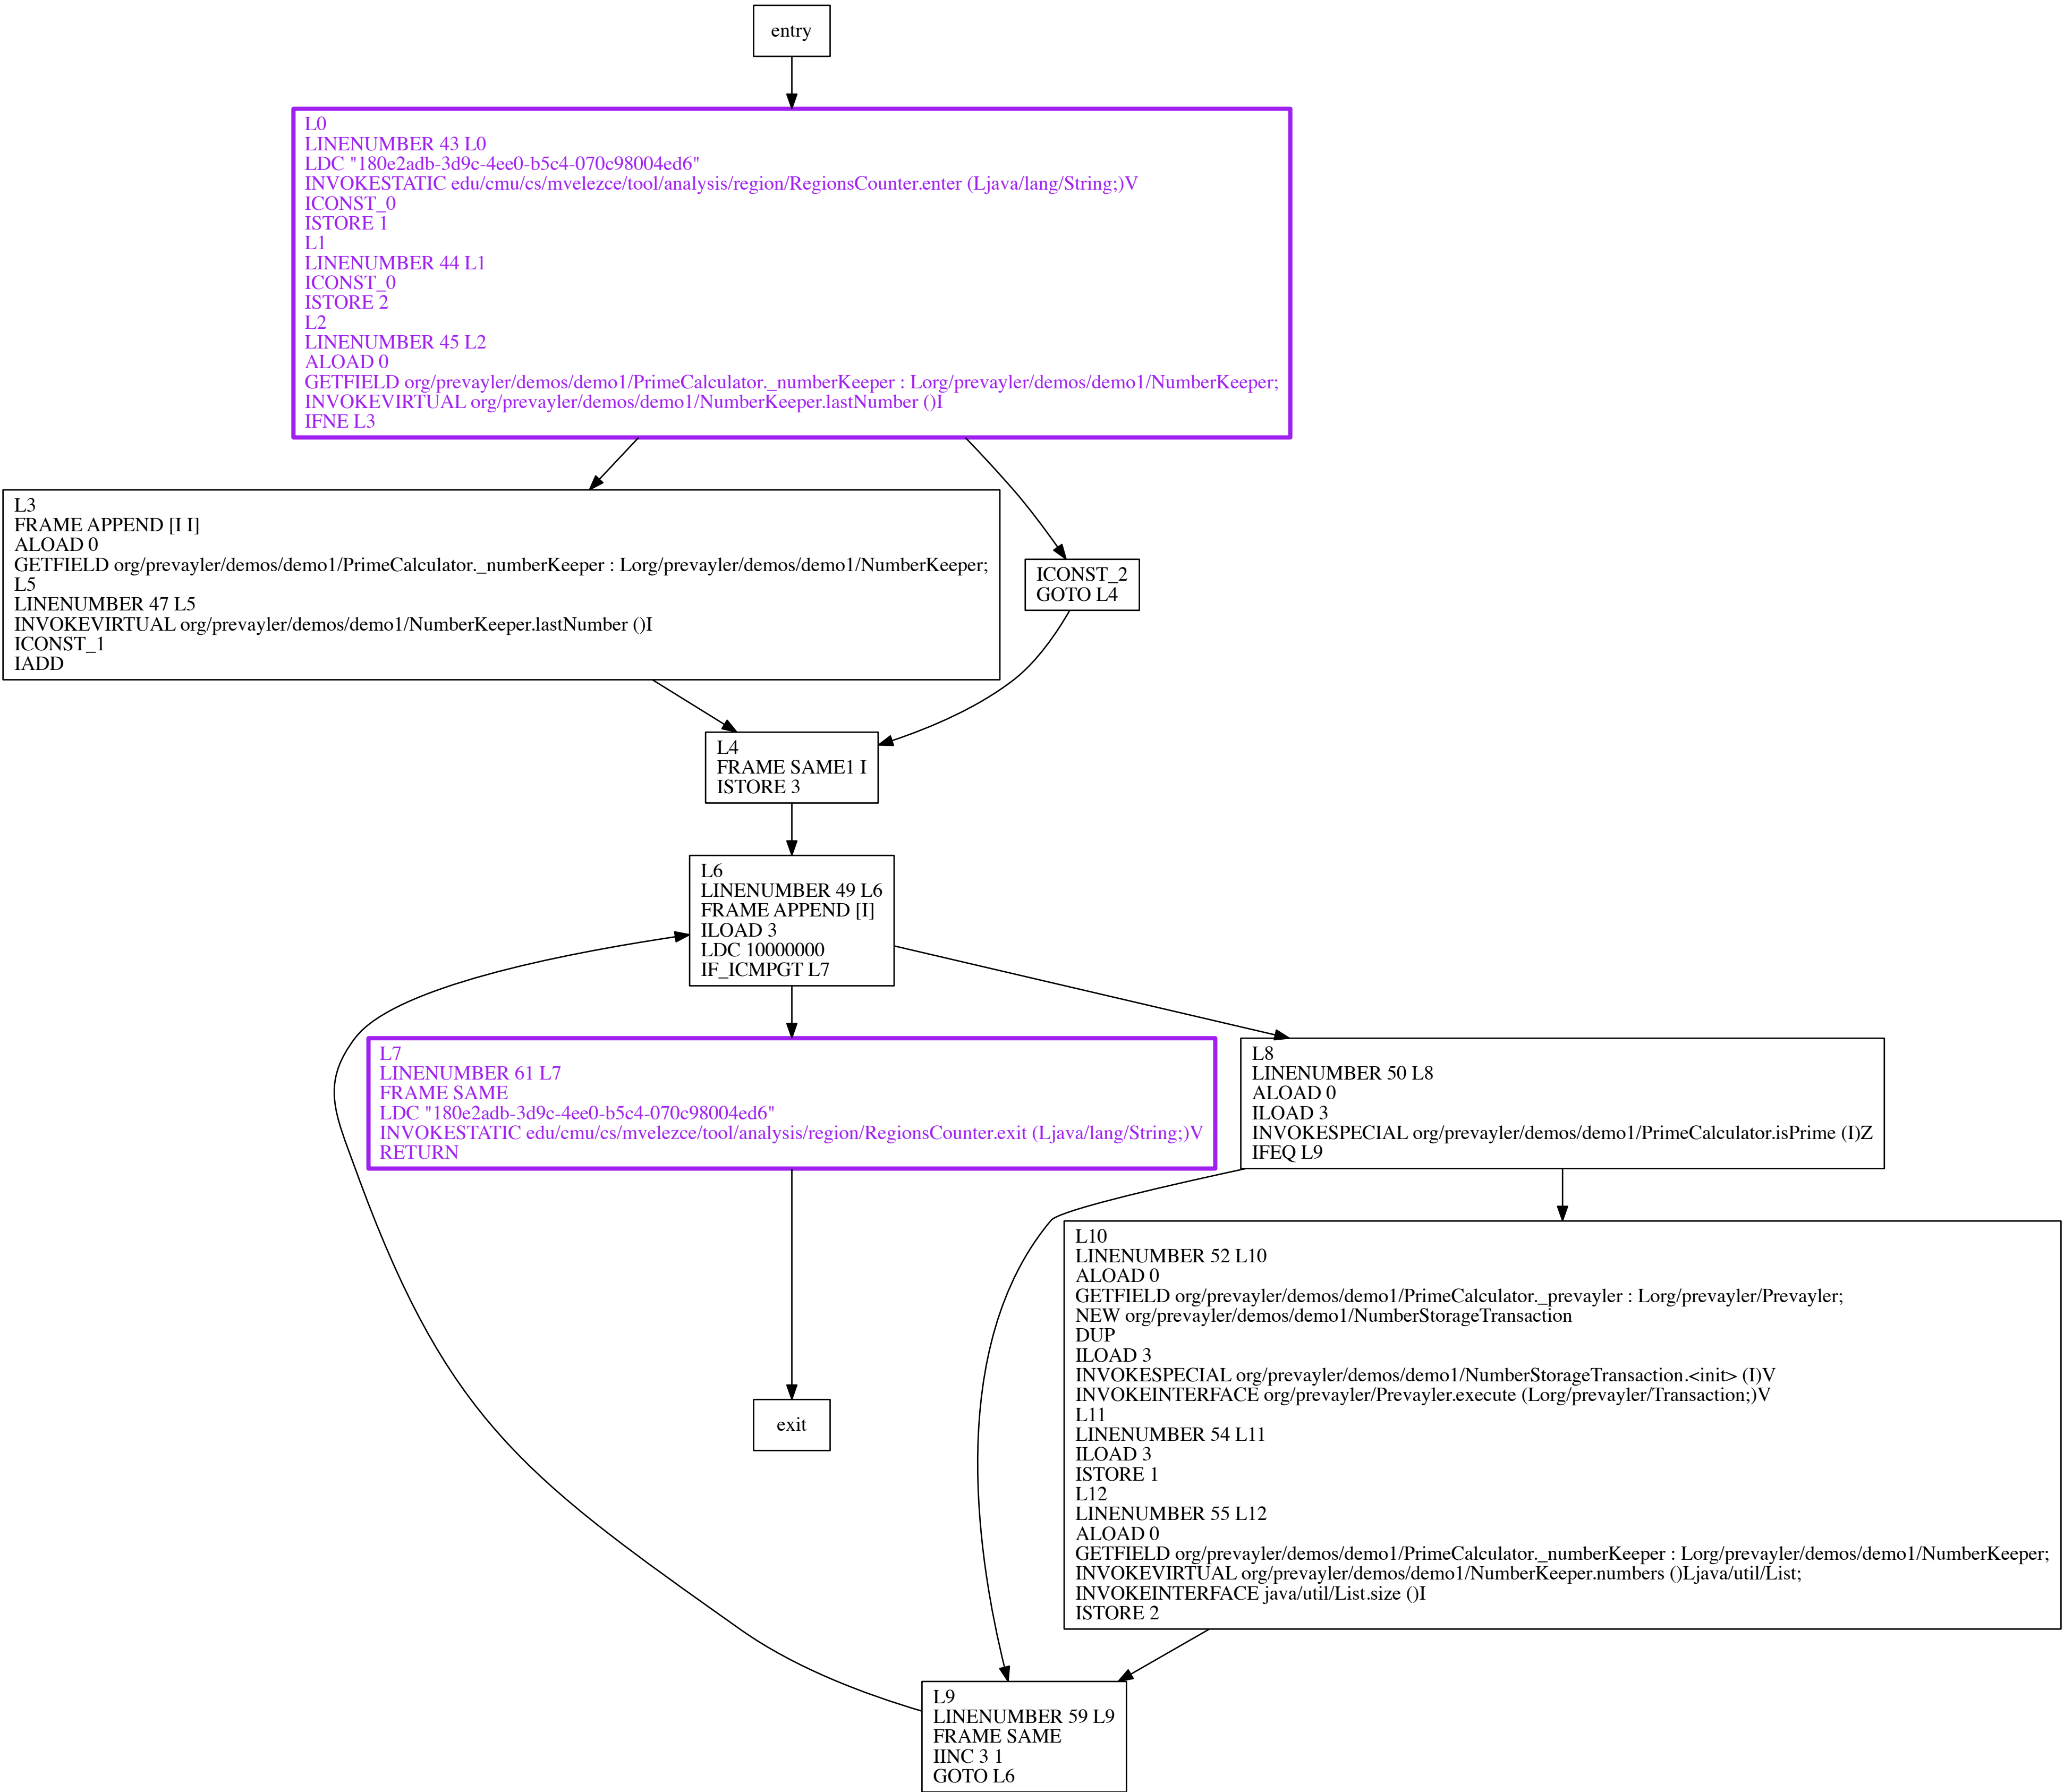 entry
L0
LINENUMBER 43 L0
LDC "180e2adb-3d9c-4ee0-b5c4-070c98004ed6"
INVOKESTATIC edu/cmu/cs/mvelezce/tool/analysis/region/RegionsCounter.enter (Ljava/lang/String;)V
ICONST_0
ISTORE 1
L1
LINENUMBER 44 L1
ICONST_0
ISTORE 2
L2
LINENUMBER 45 L2
ALOAD 0
GETFIELD org/prevayler/demos/demo1/PrimeCalculator._numberKeeper : Lorg/prevayler/demos/demo1/NumberKeeper;
INVOKEVIRTUAL org/prevayler/demos/demo1/NumberKeeper.lastNumber ()I
IFNE L3
L3
FRAME APPEND [I I]
ALOAD 0
GETFIELD org/prevayler/demos/demo1/PrimeCalculator._numberKeeper : Lorg/prevayler/demos/demo1/NumberKeeper;
L5
LINENUMBER 47 L5
INVOKEVIRTUAL org/prevayler/demos/demo1/NumberKeeper.lastNumber ()I
ICONST_1
IADD
ICONST_2
GOTO L4
L4
FRAME SAME1 I
ISTORE 3
L6
LINENUMBER 49 L6
FRAME APPEND [I]
ILOAD 3
LDC 10000000
IF_ICMPGT L7
L7
LINENUMBER 61 L7
FRAME SAME
LDC "180e2adb-3d9c-4ee0-b5c4-070c98004ed6"
INVOKESTATIC edu/cmu/cs/mvelezce/tool/analysis/region/RegionsCounter.exit (Ljava/lang/String;)V
RETURN
L8
LINENUMBER 50 L8
ALOAD 0
ILOAD 3
INVOKESPECIAL org/prevayler/demos/demo1/PrimeCalculator.isPrime (I)Z
IFEQ L9
L10
LINENUMBER 52 L10
ALOAD 0
GETFIELD org/prevayler/demos/demo1/PrimeCalculator._prevayler : Lorg/prevayler/Prevayler;
NEW org/prevayler/demos/demo1/NumberStorageTransaction
DUP
ILOAD 3
INVOKESPECIAL org/prevayler/demos/demo1/NumberStorageTransaction.<init> (I)V
INVOKEINTERFACE org/prevayler/Prevayler.execute (Lorg/prevayler/Transaction;)V
L11
LINENUMBER 54 L11
ILOAD 3
ISTORE 1
L12
LINENUMBER 55 L12
ALOAD 0
GETFIELD org/prevayler/demos/demo1/PrimeCalculator._numberKeeper : Lorg/prevayler/demos/demo1/NumberKeeper;
INVOKEVIRTUAL org/prevayler/demos/demo1/NumberKeeper.numbers ()Ljava/util/List;
INVOKEINTERFACE java/util/List.size ()I
ISTORE 2
exit
L9
LINENUMBER 59 L9
FRAME SAME
IINC 3 1
GOTO L6